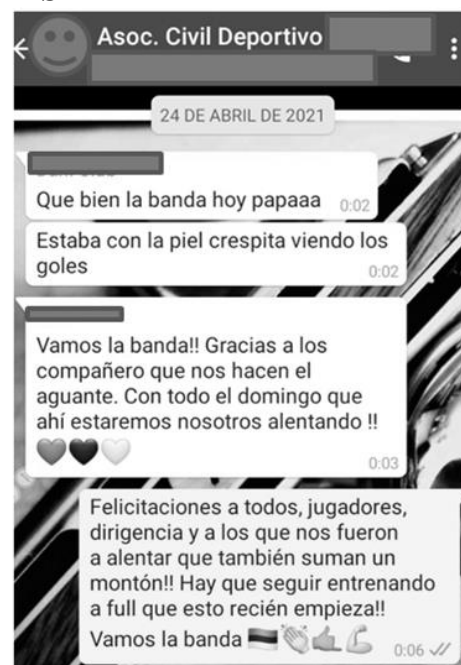 Asoc. Civil Deportivo
24 DE ABRIL DE 2021
Que bien la banda hoy papaaa 0:02
Estaba con la piel crespita viendo los
goles 0:02
Vamos la banda!! Gracias a los
compañero que nos hacen el
aguante. Con todo el domingo que
ahí estaremos nosotros alentando !!
🖤🖤🤍 0:03
Felicitaciones a todos, jugadores,
dirigencia y a los que nos fueron
a alentar que también suman un
montón!! Hay que seguir entrenando
a full que esto recién empieza!!
Vamos la banda 0:06